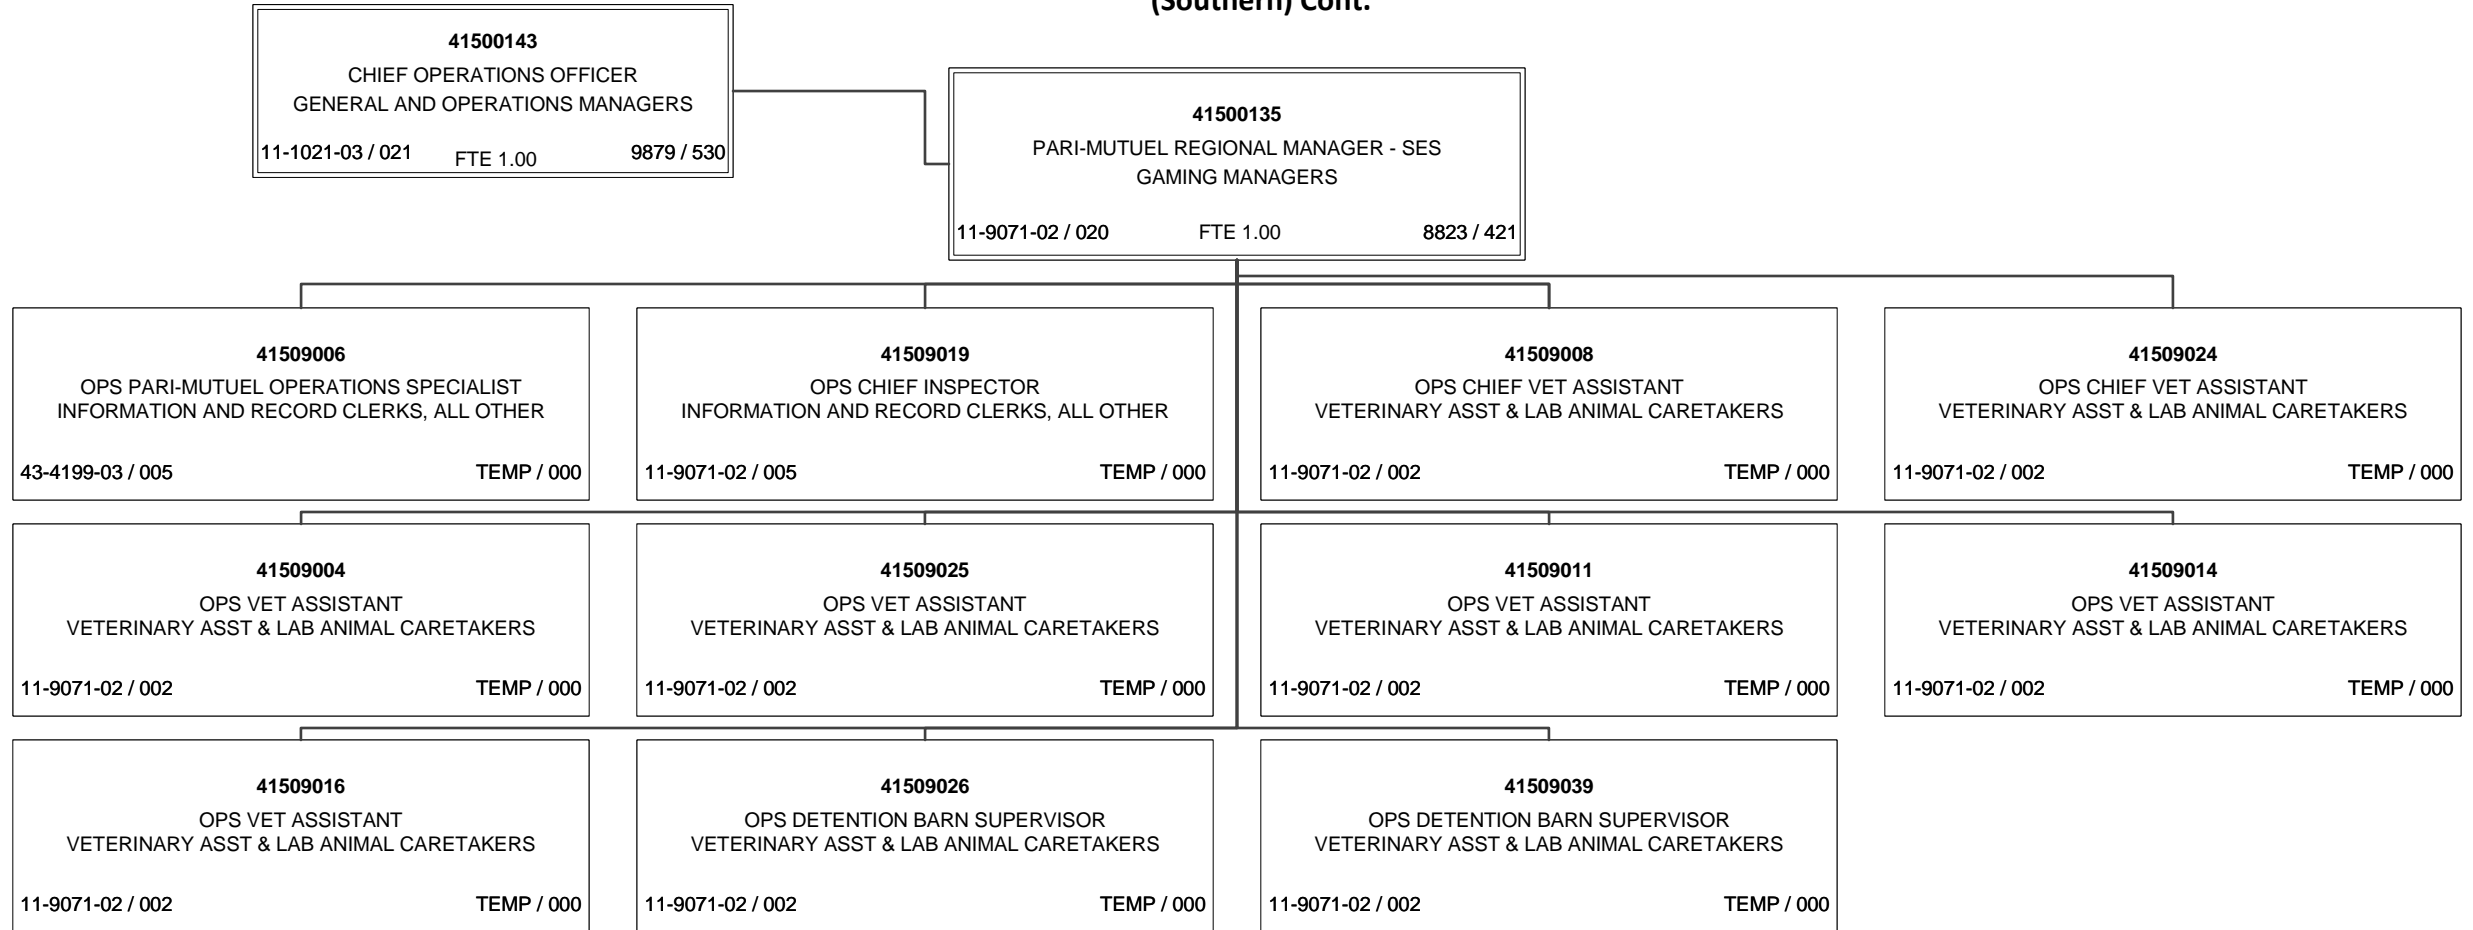 (Southern) Cont.
41500143
CHIEF OPERATIONS OFFICER
GENERAL AND OPERATIONS MANAGERS
11-1021-03 / 021 FTE 1.00 9879 / 530
41500135
PARI-MUTUEL REGIONAL MANAGER - SES
GAMING MANAGERS
11-9071-02 / 020 FTE 1.00 8823 / 421
41509006
OPS PARI-MUTUEL OPERATIONS SPECIALIST
INFORMATION AND RECORD CLERKS, ALL OTHER
43-4199-03 / 005 TEMP / 000
41509019
OPS CHIEF INSPECTOR
INFORMATION AND RECORD CLERKS, ALL OTHER
11-9071-02 / 005 TEMP / 000
41509008
OPS CHIEF VET ASSISTANT
VETERINARY ASST & LAB ANIMAL CARETAKERS
11-9071-02 / 002 TEMP / 000
41509024
OPS CHIEF VET ASSISTANT
VETERINARY ASST & LAB ANIMAL CARETAKERS
11-9071-02 / 002 TEMP / 000
41509004
OPS VET ASSISTANT
VETERINARY ASST & LAB ANIMAL CARETAKERS
11-9071-02 / 002 TEMP / 000
41509025
OPS VET ASSISTANT
VETERINARY ASST & LAB ANIMAL CARETAKERS
11-9071-02 / 002 TEMP / 000
41509011
OPS VET ASSISTANT
VETERINARY ASST & LAB ANIMAL CARETAKERS
11-9071-02 / 002 TEMP / 000
41509014
OPS VET ASSISTANT
VETERINARY ASST & LAB ANIMAL CARETAKERS
11-9071-02 / 002 TEMP / 000
41509016
OPS VET ASSISTANT
VETERINARY ASST & LAB ANIMAL CARETAKERS
11-9071-02 / 002 TEMP / 000
41509026
OPS DETENTION BARN SUPERVISOR
VETERINARY ASST & LAB ANIMAL CARETAKERS
11-9071-02 / 002 TEMP / 000
41509039
OPS DETENTION BARN SUPERVISOR
VETERINARY ASST & LAB ANIMAL CARETAKERS
11-9071-02 / 002 TEMP / 000